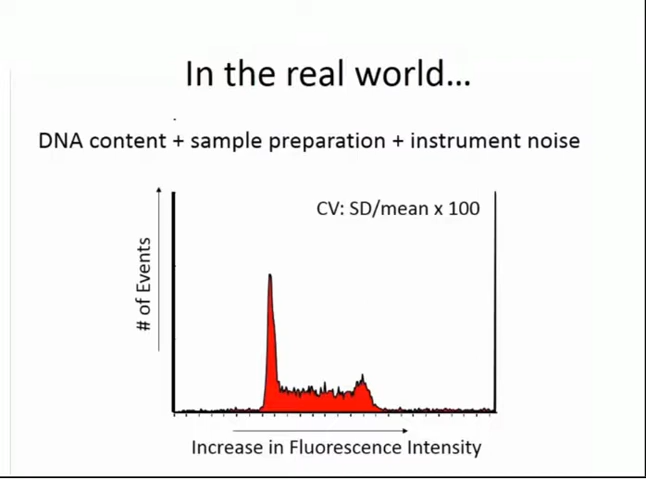 In the real world...
DNA content + sample preparation + instrument noise
CV: SD/mean x 100
# of Events
Increase in Fluorescence Intensity